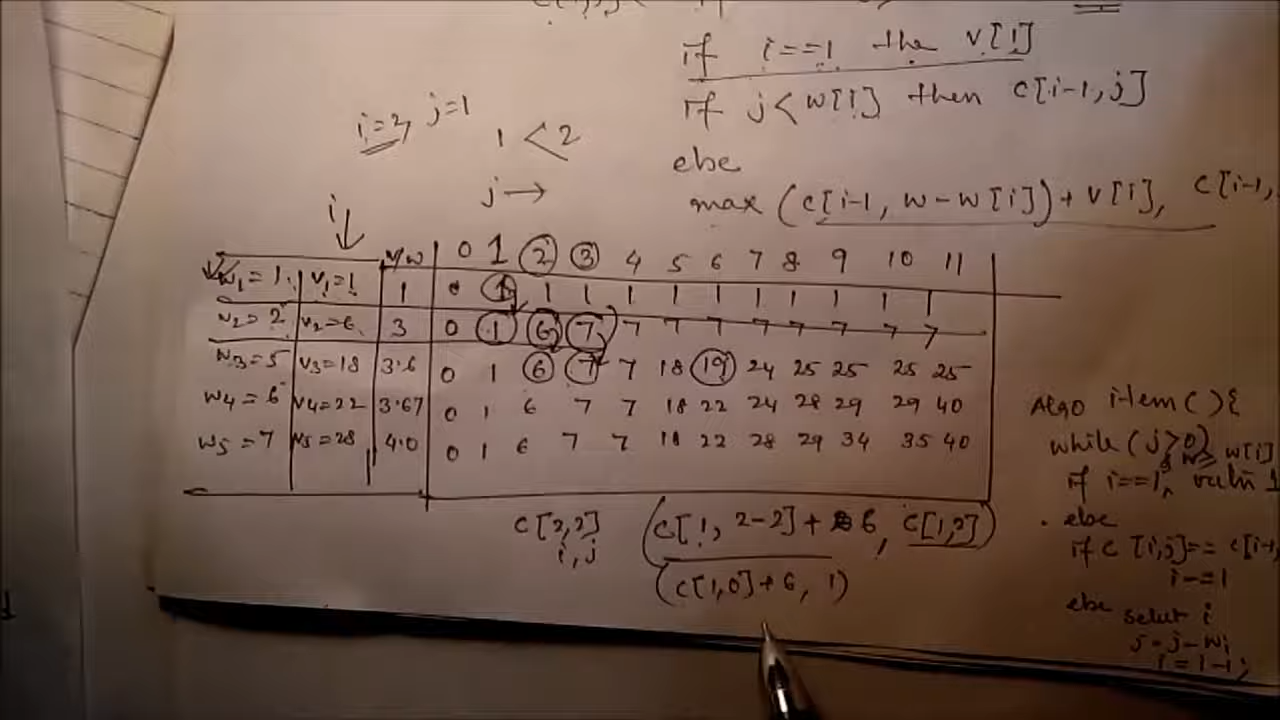 if i==1 the V[1]
if j<W[i] then C[i-1,j]
else
max (C[i-1, W-W[i])+V[i], C[i-1,
i=2, j=1
1 <2
j→
i↓
V/W 0 1 2 3 4 5 6 7 8 9 10 11
W1=1 V1=1 1 0 1 1 1 1 1 1 1 1 1 1 1
W2=2 V2=6 3 0 1 6 7 7 7 7 7 7 7 7 7
W3=5 V3=18 3.6 0 1 6 7 7 18 19 24 25 25 25 25
W4=6 V4=22 3.67 0 1 6 7 7 18 22 24 28 29 29 40
W5=7 V5=28 4.0 0 1 6 7 7 18 22 28 29 34 35 40
C[2,2] (C[1, 2-2]+ 6, C[1,2])
i,j
(C[1,0]+6, 1)
Algo item(){
while(j>0)
W[i]
if i==1, 1
else
if C [i,j]== C[i-1
i-=1
else select i
j=j-Wi
i=i-1;